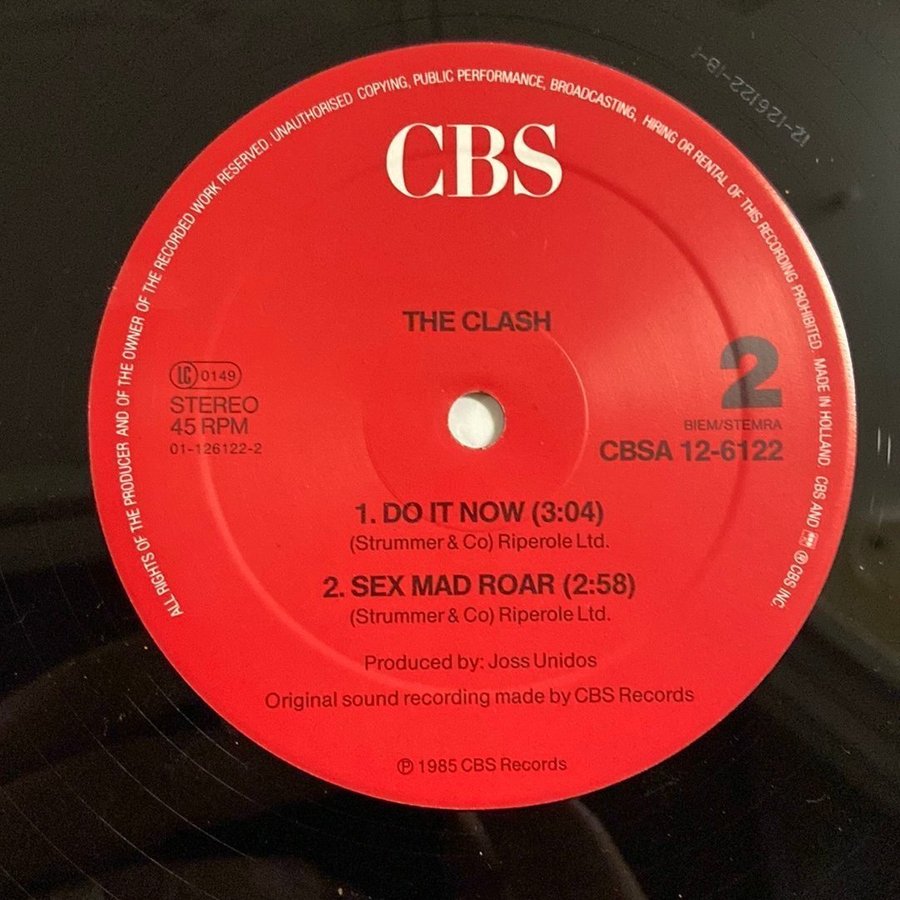 ALL RIGHTS OF THE PRODUCER AND OF THE OWNER OF THE RECORDED WORK RESERVED. UNAUTHORISED COPYING, PUBLIC PERFORMANCE, BROADCASTING, HIRING OR RENTAL OF THIS RECORDING PROHIBITED. MADE IN HOLLAND. CBS AND ℗ CBS INC.
12-126122-1B-1
CBS
THE CLASH
LC 0149
STEREO
45 RPM
01-126122-2
2
BIEM/STEMRA
CBSA 12-6122
1. DO IT NOW (3:04)
(Strummer & Co) Riperole Ltd.
2. SEX MAD ROAR (2:58)
(Strummer & Co) Riperole Ltd.
Produced by: Joss Unidos
Original sound recording made by CBS Records
℗ 1985 CBS Records